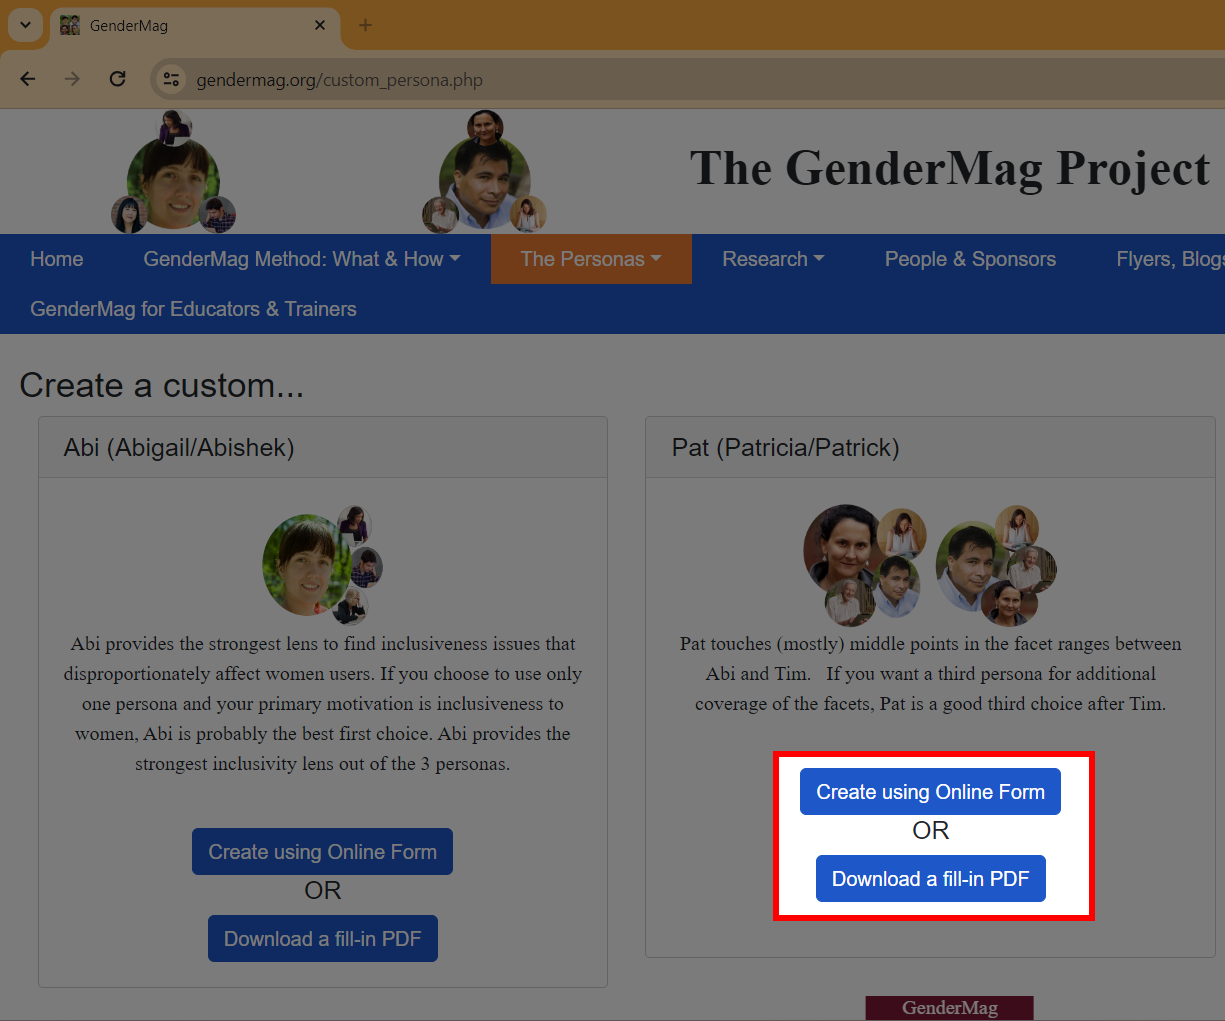 GenderMag
gendermag.org/custom_persona.php
The GenderMag Project
Home
GenderMag Method: What & How
The Personas
Research
People & Sponsors
Flyers, Blogs
GenderMag for Educators & Trainers
Create a custom...
Abi (Abigail/Abishek)
Abi provides the strongest lens to find inclusiveness issues that
disproportionately affect women users. If you choose to use only
one persona and your primary motivation is inclusiveness to
women, Abi is probably the best first choice. Abi provides the
strongest inclusivity lens out of the 3 personas.
Create using Online Form
OR
Download a fill-in PDF
Pat (Patricia/Patrick)
Pat touches (mostly) middle points in the facet ranges between
Abi and Tim. If you want a third persona for additional
coverage of the facets, Pat is a good third choice after Tim.
Create using Online Form
OR
Download a fill-in PDF
GenderMag